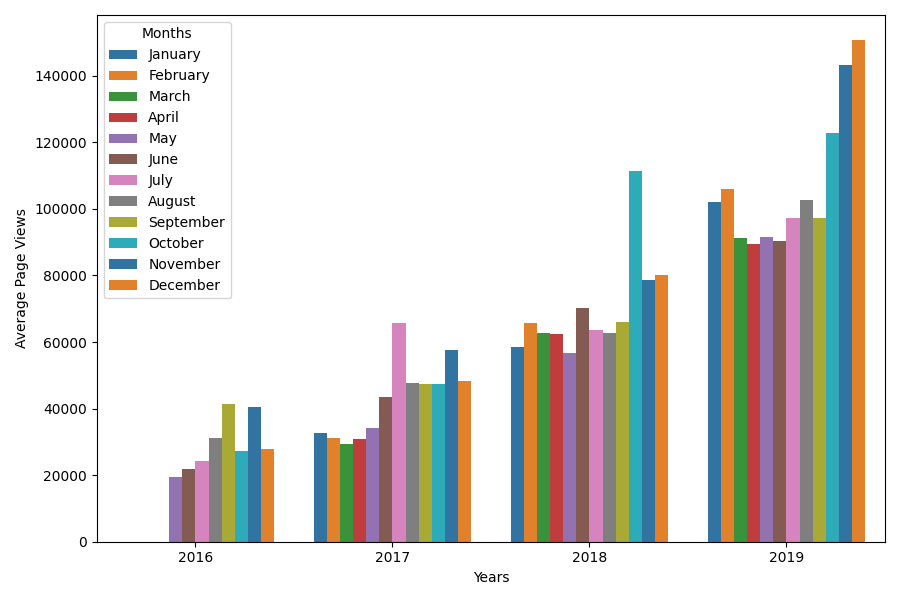 Months
January
February
March
April
May
June
July
August
September
October
November
December
Average Page Views
140000
120000
100000
80000
60000
40000
20000
0
2016 2017 2018 2019
Years